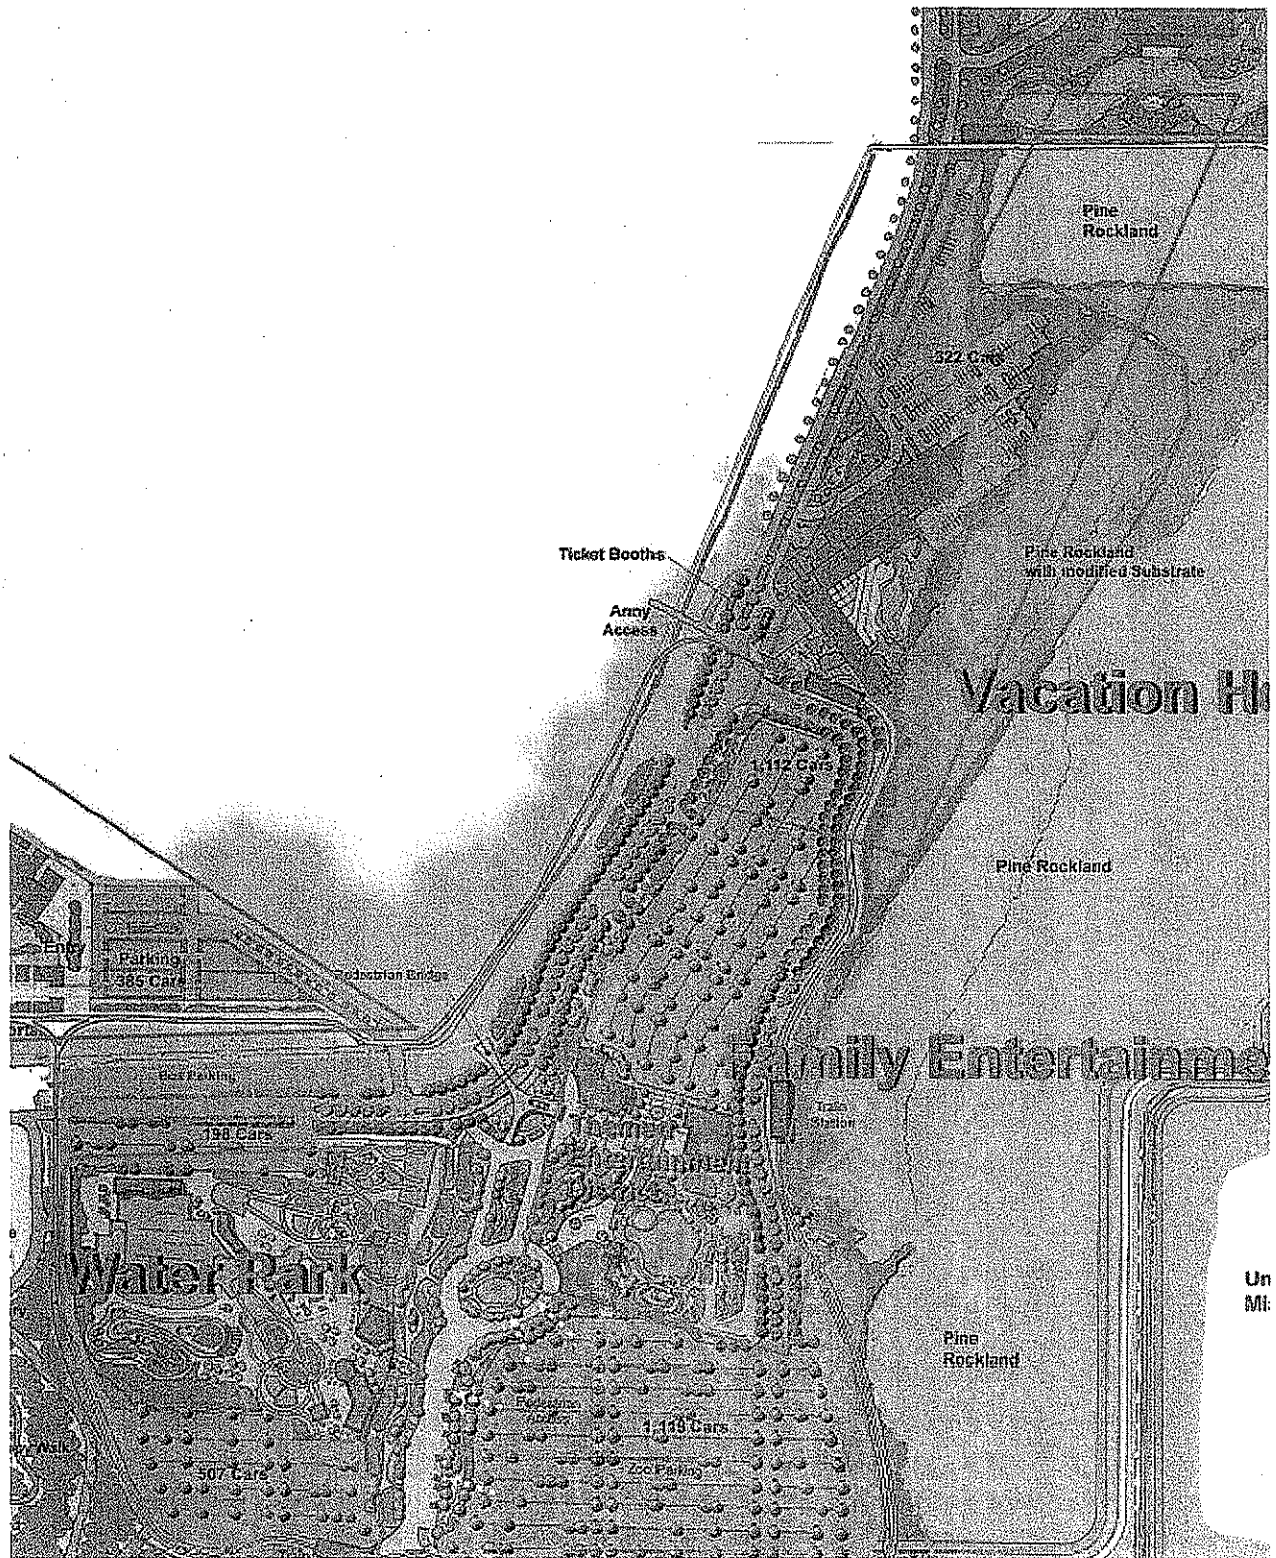 Pine
Rockland
322 Cars
Ticket Booths
Pine Rockland
with modified Substrate
Army
Access
Vacation H
1,112 Cars
Pine Rockland
Entry
Parking
385 Cars
Pedestrian Bridge
Family Entertainme
Bus Parking
Train
Station
198 Cars
Water Park
Un
Mi
Pine
Rockland
1,139 Cars
Zoo Parking
Walk
507 Cars